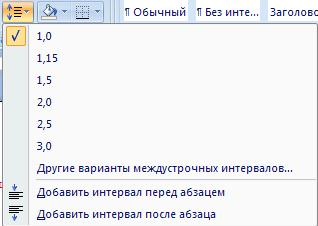 ¶ Обычный ¶ Без инте... Заголово
1,0
1,15
1,5
2,0
2,5
3,0
Другие варианты междустрочных интервалов...
Добавить интервал перед абзацем
Добавить интервал после абзаца